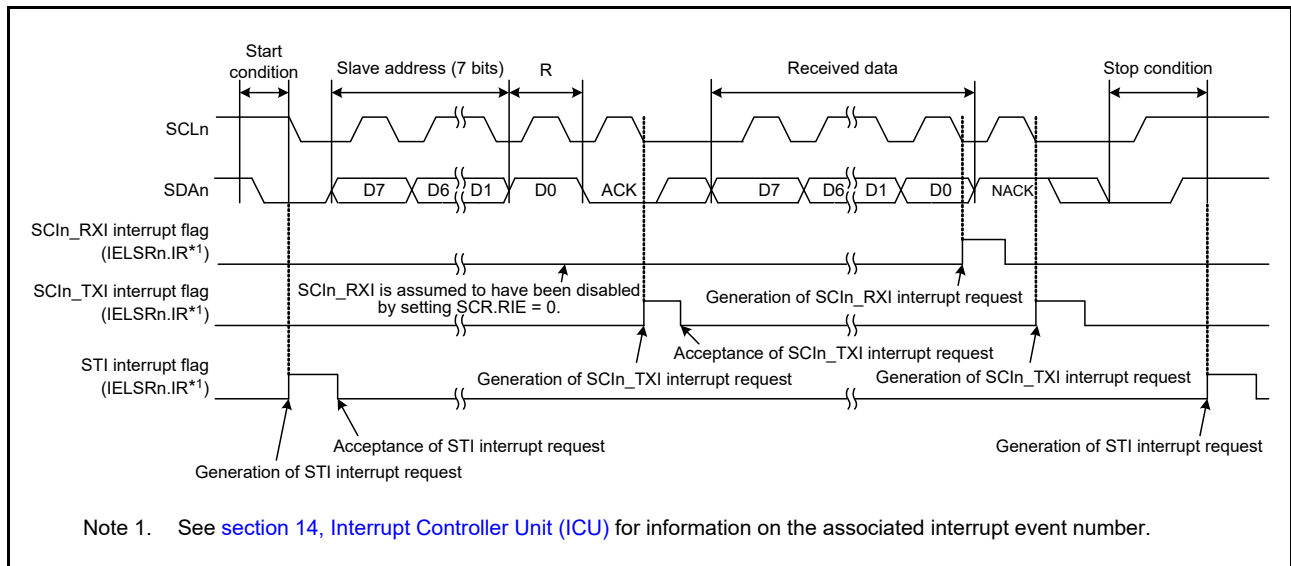 Start
condition
Slave address (7 bits)
R
Received data
Stop condition
SCLn
SDAn
D7
D6
D1
D0
ACK
D7
D6
D1
D0
NACK
SCIn_RXI interrupt flag
(IELSRn.IR*1)
SCIn_RXI is assumed to have been disabled
by setting SCR.RIE = 0.
Generation of SCIn_RXI interrupt request
SCIn_TXI interrupt flag
(IELSRn.IR*1)
Acceptance of SCIn_TXI interrupt request
Generation of SCIn_TXI interrupt request
Generation of SCIn_TXI interrupt request
STI interrupt flag
(IELSRn.IR*1)
Acceptance of STI interrupt request
Generation of STI interrupt request
Generation of STI interrupt request
Note 1. See section 14, Interrupt Controller Unit (ICU) for information on the associated interrupt event number.